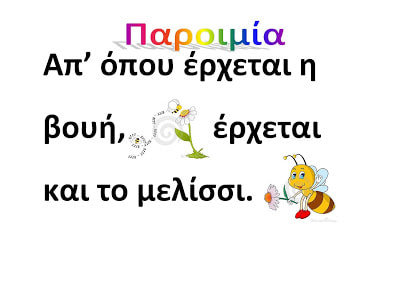 Παροιμία
Απ’ όπου έρχεται η
βουή, έρχεται
και το μελίσσι.